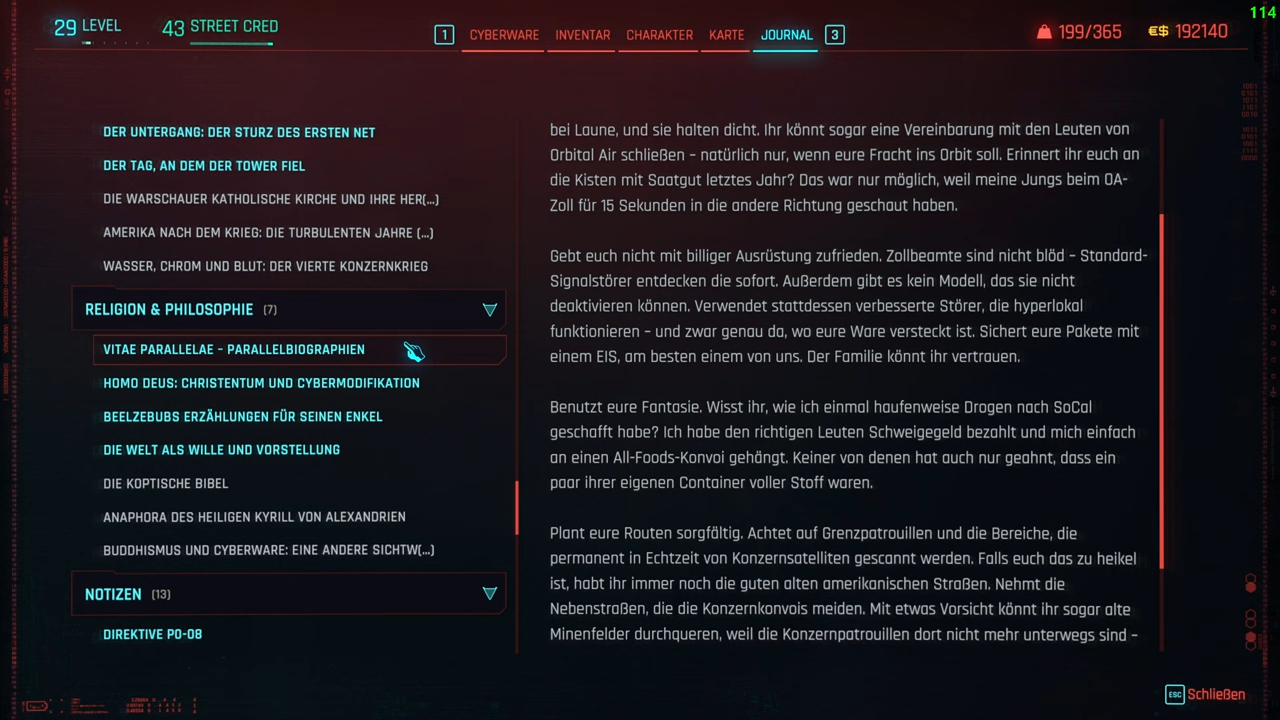 114
29 LEVEL
43 STREET CRED
1 CYBERWARE INVENTAR CHARAKTER KARTE JOURNAL 3
199/365
€$ 192140
DER UNTERGANG: DER STURZ DES ERSTEN NET
DER TAG, AN DEM DER TOWER FIEL
DIE WARSCHAUER KATHOLISCHE KIRCHE UND IHRE HER(...)
AMERIKA NACH DEM KRIEG: DIE TURBULENTEN JAHRE (...)
WASSER, CHROM UND BLUT: DER VIERTE KONZERNKRIEG
RELIGION & PHILOSOPHIE (7)
VITAE PARALLELAE – PARALLELBIOGRAPHIEN
HOMO DEUS: CHRISTENTUM UND CYBERMODIFIKATION
BEELZEBUBS ERZÄHLUNGEN FÜR SEINEN ENKEL
DIE WELT ALS WILLE UND VORSTELLUNG
DIE KOPTISCHE BIBEL
ANAPHORA DES HEILIGEN KYRILL VON ALEXANDRIEN
BUDDHISMUS UND CYBERWARE: EINE ANDERE SICHTW(...)
NOTIZEN (13)
DIREKTIVE PO-08
bei Laune, und sie halten dicht. Ihr könnt sogar eine Vereinbarung mit den Leuten von
Orbital Air schließen – natürlich nur, wenn eure Fracht ins Orbit soll. Erinnert ihr euch an
die Kisten mit Saatgut letztes Jahr? Das war nur möglich, weil meine Jungs beim OA-
Zoll für 15 Sekunden in die andere Richtung geschaut haben.
Gebt euch nicht mit billiger Ausrüstung zufrieden. Zollbeamte sind nicht blöd – Standard-
Signalstörer entdecken die sofort. Außerdem gibt es kein Modell, das sie nicht
deaktivieren können. Verwendet stattdessen verbesserte Störer, die hyperlokal
funktionieren – und zwar genau da, wo eure Ware versteckt ist. Sichert eure Pakete mit
einem EIS, am besten einem von uns. Der Familie könnt ihr vertrauen.
Benutzt eure Fantasie. Wisst ihr, wie ich einmal haufenweise Drogen nach SoCal
geschafft habe? Ich habe den richtigen Leuten Schweigegeld bezahlt und mich einfach
an einen All-Foods-Konvoi gehängt. Keiner von denen hat auch nur geahnt, dass ein
paar ihrer eigenen Container voller Stoff waren.
Plant eure Routen sorgfältig. Achtet auf Grenzpatrouillen und die Bereiche, die
permanent in Echtzeit von Konzernsatelliten gescannt werden. Falls euch das zu heikel
ist, habt ihr immer noch die guten alten amerikanischen Straßen. Nehmt die
Nebenstraßen, die die Konzernkonvois meiden. Mit etwas Vorsicht könnt ihr sogar alte
Minenfelder durchqueren, weil die Konzernpatrouillen dort nicht mehr unterwegs sind –
ESC Schließen